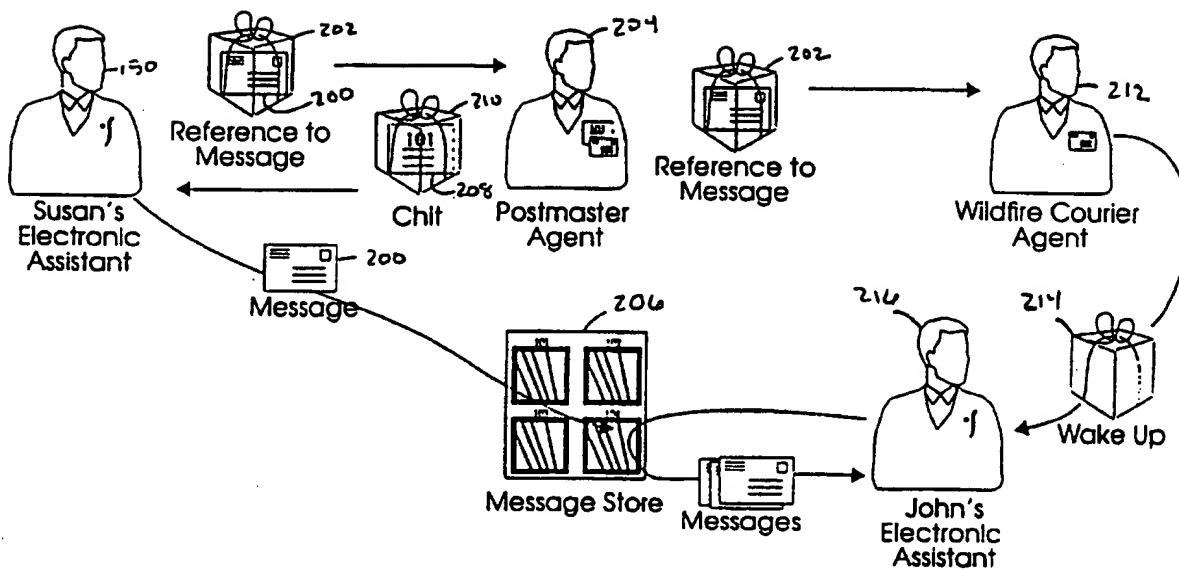 190
202
200
Reference to
Message
210
101
208
Chit
204
Postmaster
Agent
202
Reference to
Message
212
Wildfire Courier
Agent
Susan's
Electronic
Assistant
200
Message
206
Message Store
Messages
216
John's
Electronic
Assistant
214
Wake Up